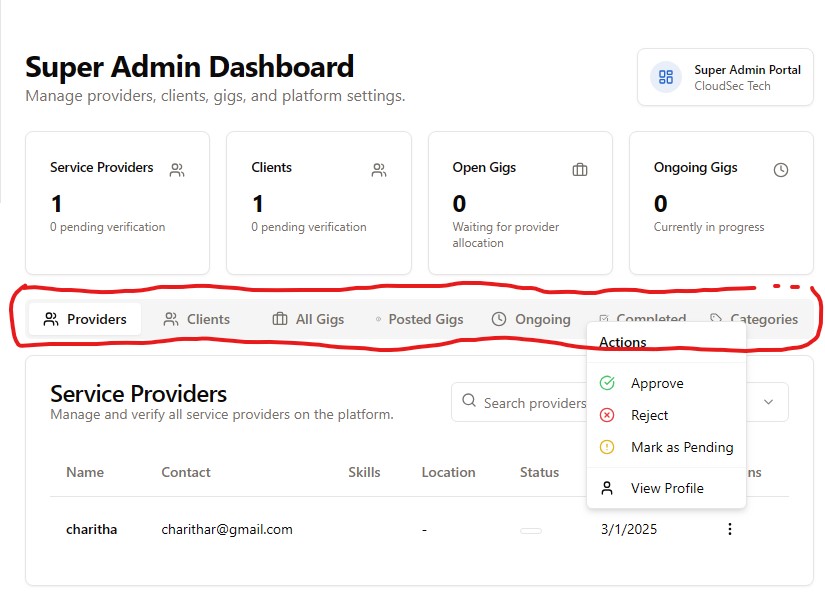 Super Admin Dashboard
Manage providers, clients, gigs, and platform settings.
Super Admin Portal
CloudSec Tech
Service Providers
1
0 pending verification
Clients
1
0 pending verification
Open Gigs
0
Waiting for provider
allocation
Ongoing Gigs
0
Currently in progress
Providers Clients All Gigs Posted Gigs Ongoing Completed Categories
Actions
Approve
Reject
Mark as Pending
View Profile
Service Providers
Manage and verify all service providers on the platform.
Search providers
Name Contact Skills Location Status ns
charitha charithar@gmail.com - 3/1/2025